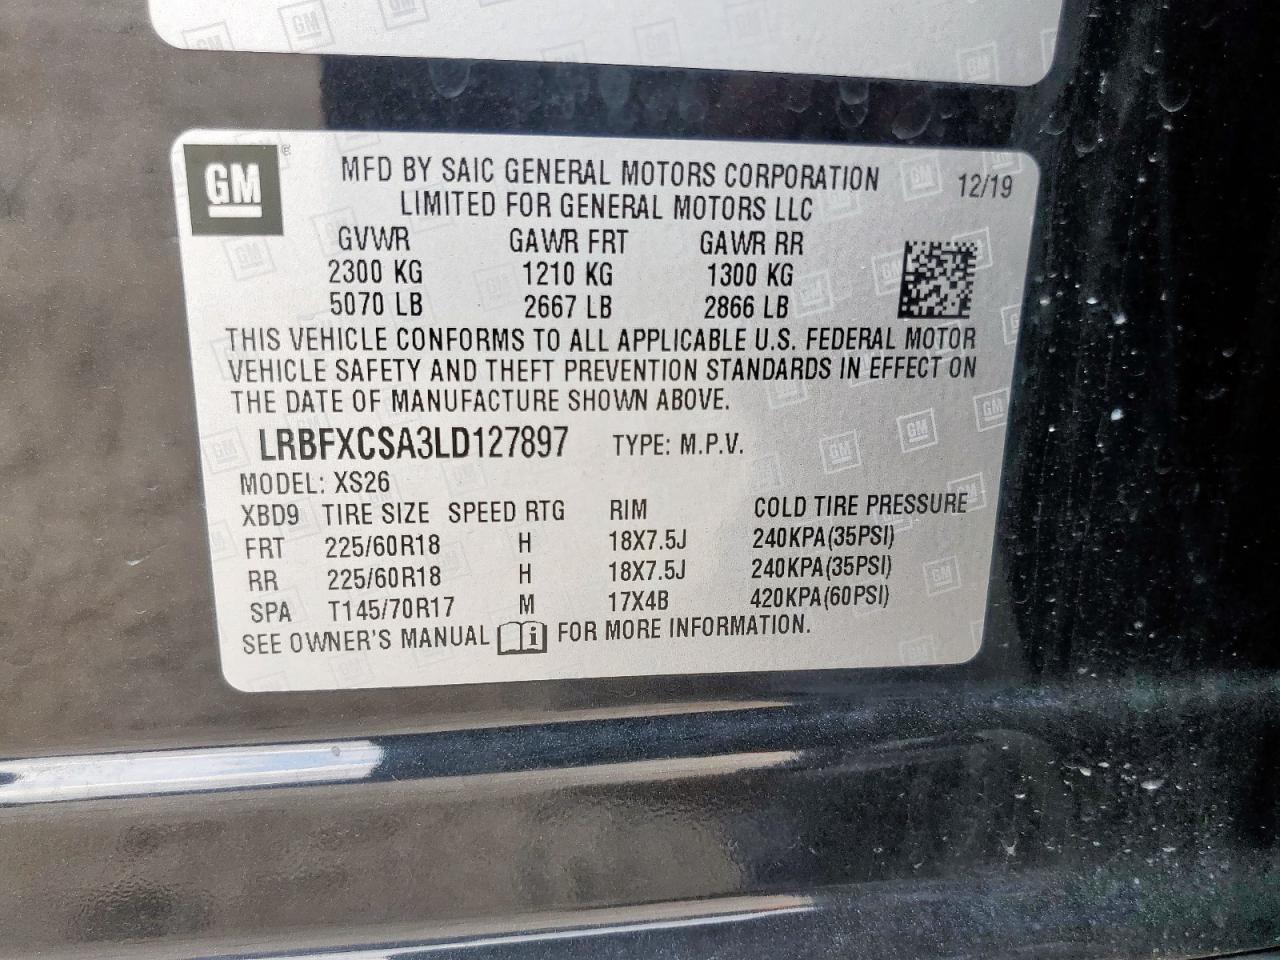 GM ®
MFD BY SAIC GENERAL MOTORS CORPORATION 12/19
LIMITED FOR GENERAL MOTORS LLC
GVWR GAWR FRT GAWR RR
2300 KG 1210 KG 1300 KG
5070 LB 2667 LB 2866 LB
THIS VEHICLE CONFORMS TO ALL APPLICABLE U.S. FEDERAL MOTOR
VEHICLE SAFETY AND THEFT PREVENTION STANDARDS IN EFFECT ON
THE DATE OF MANUFACTURE SHOWN ABOVE.
LRBFXCSA3LD127897 TYPE: M.P.V.
MODEL: XS26
XBD9 TIRE SIZE SPEED RTG RIM COLD TIRE PRESSURE
FRT 225/60R18 H 18X7.5J 240KPA(35PSI)
RR 225/60R18 H 18X7.5J 240KPA(35PSI)
SPA T145/70R17 M 17X4B 420KPA(60PSI)
SEE OWNER'S MANUAL i FOR MORE INFORMATION.